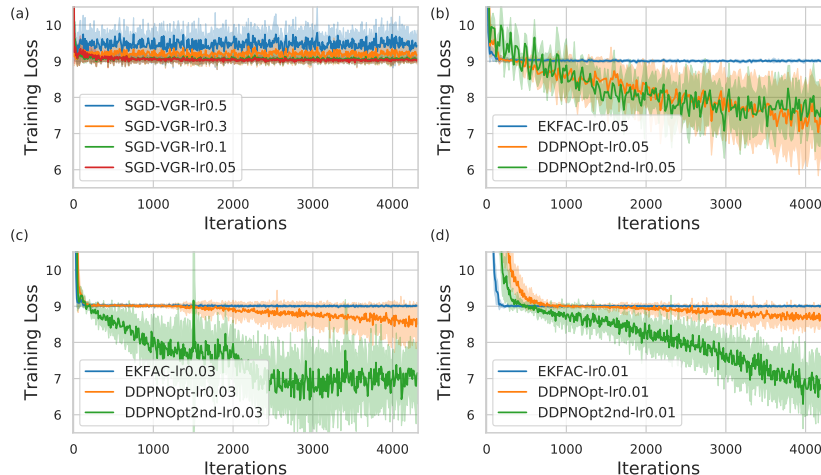 (a)
10
9
8
7
6
Training Loss
SGD-VGR-lr0.5
SGD-VGR-lr0.3
SGD-VGR-lr0.1
SGD-VGR-lr0.05
0 1000 2000 3000 4000
Iterations
(b)
10
9
8
7
6
Training Loss
EKFAC-lr0.05
DDPNOpt-lr0.05
DDPNOpt2nd-lr0.05
0 1000 2000 3000 4000
Iterations
(c)
10
9
8
7
6
Training Loss
EKFAC-lr0.03
DDPNOpt-lr0.03
DDPNOpt2nd-lr0.03
0 1000 2000 3000 4000
Iterations
(d)
10
9
8
7
6
Training Loss
EKFAC-lr0.01
DDPNOpt-lr0.01
DDPNOpt2nd-lr0.01
0 1000 2000 3000 4000
Iterations